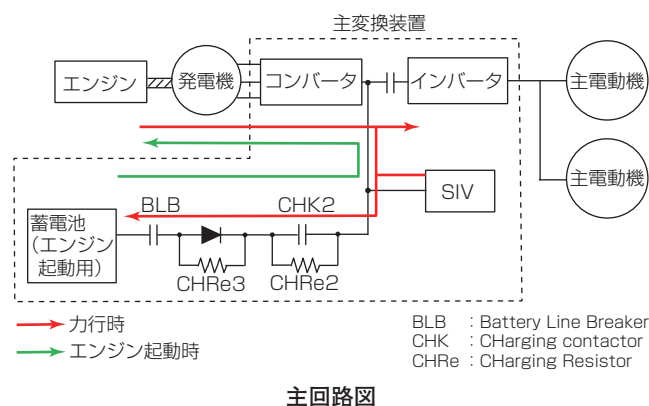 主変換装置
エンジン
発電機
コンバータ
インバータ
主電動機
主電動機
SIV
BLB
CHK2
蓄電池
(エンジン
起動用)
CHRe3
CHRe2
力行時
エンジン起動時
BLB : Battery Line Breaker
CHK : CHarging contactor
CHRe : CHarging Resistor
主回路図